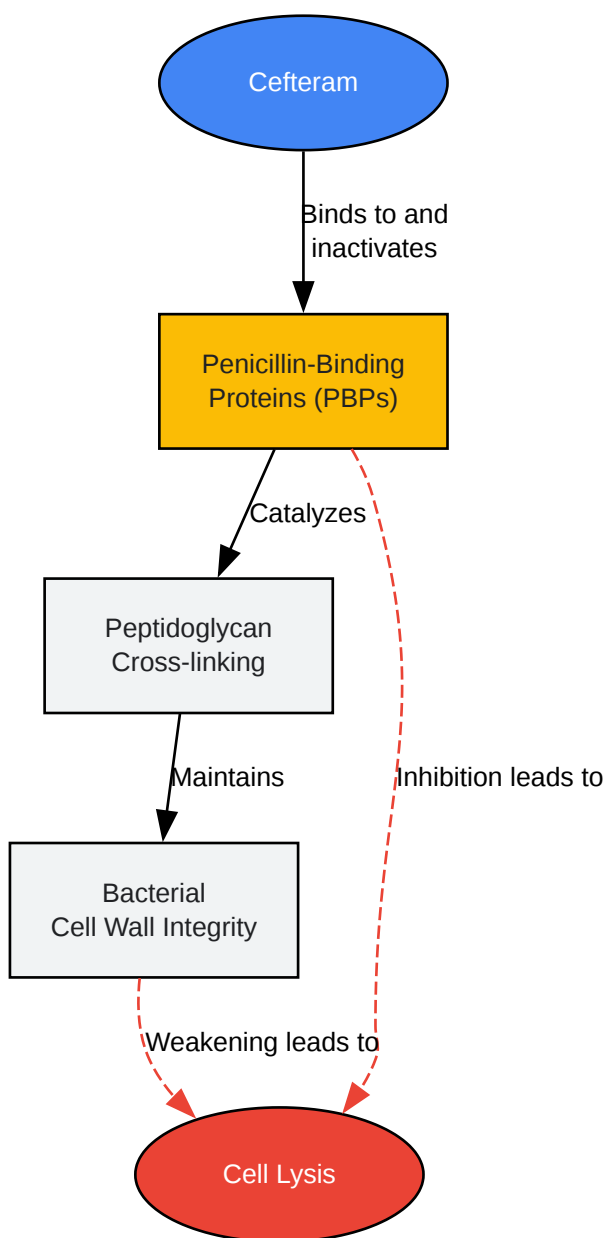 Cefteram
Binds to and
inactivates
Penicillin-Binding
Proteins (PBPs)
Catalyzes
Peptidoglycan
Cross-linking
Maintains
Inhibition leads to
Bacterial
Cell Wall Integrity
Weakening leads to
Cell Lysis